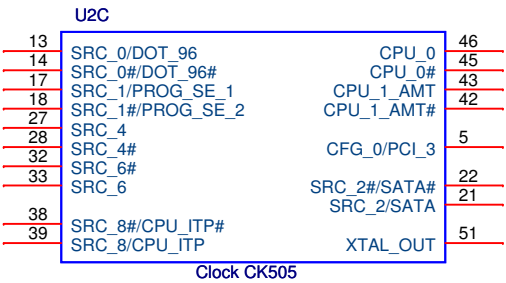 U2C
13 SRC_0/DOT_96 CPU_0 46
14 SRC_0#/DOT_96# CPU_0# 45
17 SRC_1/PROG_SE_1 CPU_1_AMT 43
18 SRC_1#/PROG_SE_2 CPU_1_AMT# 42
27 SRC_4
28 SRC_4# CFG_0/PCI_3 5
32 SRC_6#
33 SRC_6 SRC_2#/SATA# 22
SRC_2/SATA 21
38 SRC_8#/CPU_ITP#
39 SRC_8/CPU_ITP XTAL_OUT 51
Clock CK505